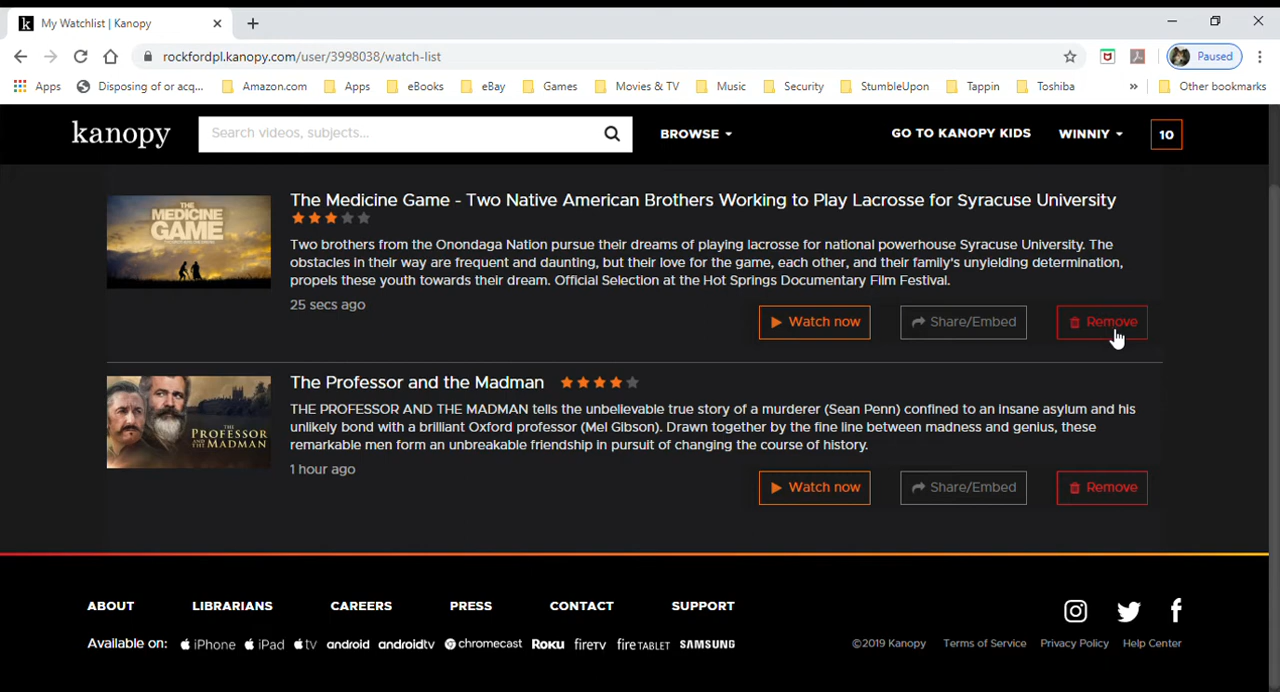 k My Watchlist | Kanopy
rockfordpl.kanopy.com/user/3998038/watch-list
Paused
Apps
Disposing of or acq...
Amazon.com
Apps
eBooks
eBay
Games
Movies & TV
Music
Security
StumbleUpon
Tappin
Toshiba
»
Other bookmarks
kanopy
Search videos, subjects...
BROWSE
GO TO KANOPY KIDS
WINNIY
10
THE MEDICINE GAME
The Medicine Game - Two Native American Brothers Working to Play Lacrosse for Syracuse University
Two brothers from the Onondaga Nation pursue their dreams of playing lacrosse for national powerhouse Syracuse University. The
obstacles in their way are frequent and daunting, but their love for the game, each other, and their family's unyielding determination,
propels these youth towards their dream. Official Selection at the Hot Springs Documentary Film Festival.
25 secs ago
Watch now
Share/Embed
Remove
THE
PROFESSOR
AND THE
MADMAN
The Professor and the Madman
THE PROFESSOR AND THE MADMAN tells the unbelievable true story of a murderer (Sean Penn) confined to an insane asylum and his
unlikely bond with a brilliant Oxford professor (Mel Gibson). Drawn together by the fine line between madness and genius, these
remarkable men form an unbreakable friendship in pursuit of changing the course of history.
1 hour ago
Watch now
Share/Embed
Remove
ABOUT
LIBRARIANS
CAREERS
PRESS
CONTACT
SUPPORT
Available on: iPhone iPad tv android androidtv chromecast Roku fireTV fireTABLET SAMSUNG
©2019 Kanopy
Terms of Service
Privacy Policy
Help Center